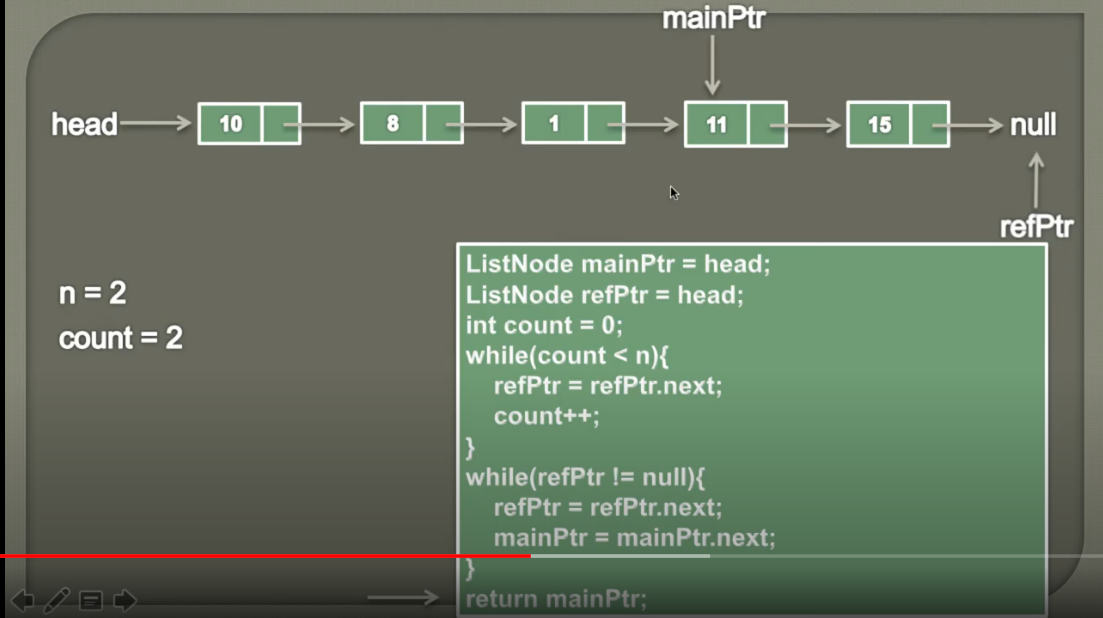 mainPtr
head 10 8 1 11 15 null
refPtr
n = 2
count = 2
ListNode mainPtr = head;
ListNode refPtr = head;
int count = 0;
while(count < n){
refPtr = refPtr.next;
count++;
}
while(refPtr != null){
refPtr = refPtr.next;
mainPtr = mainPtr.next;
}
return mainPtr;